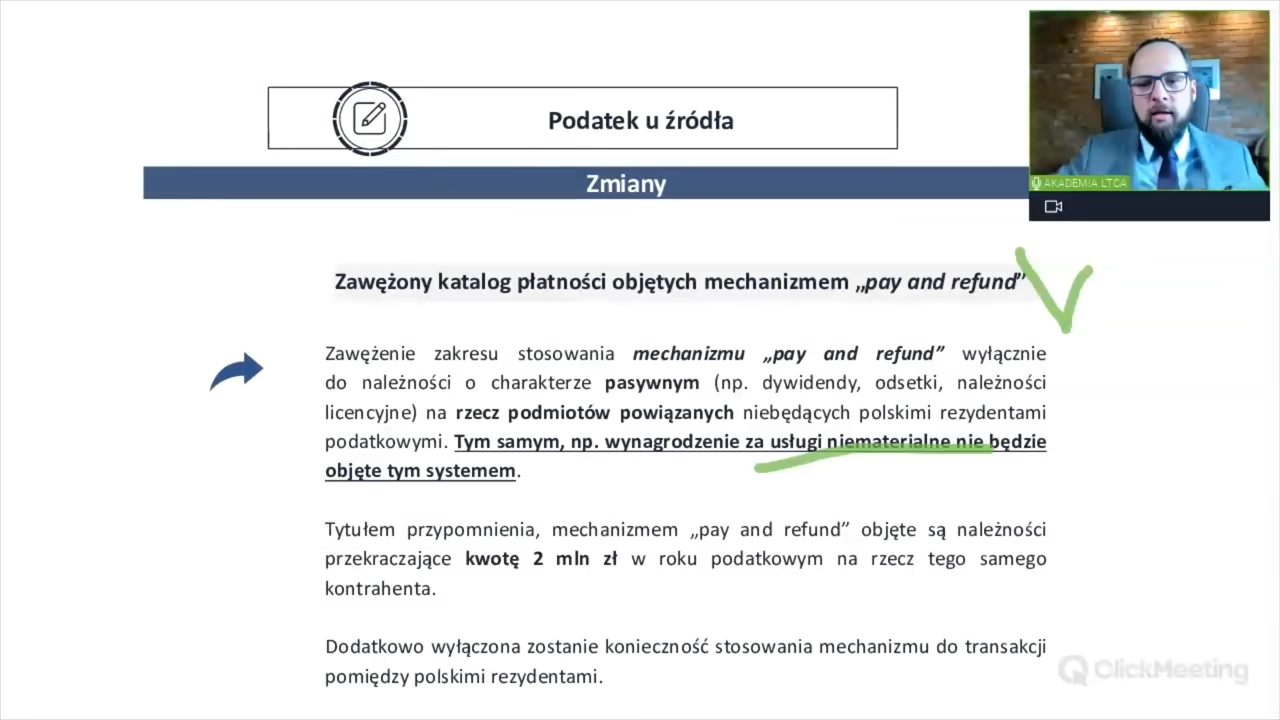 Podatek u źródła
Zmiany
AKADEMIA LTCA
Zawężony katalog płatności objętych mechanizmem „pay and refund”
Zawężenie zakresu stosowania mechanizmu „pay and refund” wyłącznie
do należności o charakterze pasywnym (np. dywidendy, odsetki, należności
licencyjne) na rzecz podmiotów powiązanych niebędących polskimi rezydentami
podatkowymi. Tym samym, np. wynagrodzenie za usługi niematerialne nie będzie
objęte tym systemem.
Tytułem przypomnienia, mechanizmem „pay and refund” objęte są należności
przekraczające kwotę 2 mln zł w roku podatkowym na rzecz tego samego
kontrahenta.
Dodatkowo wyłączona zostanie konieczność stosowania mechanizmu do transakcji
pomiędzy polskimi rezydentami.
ClickMeeting